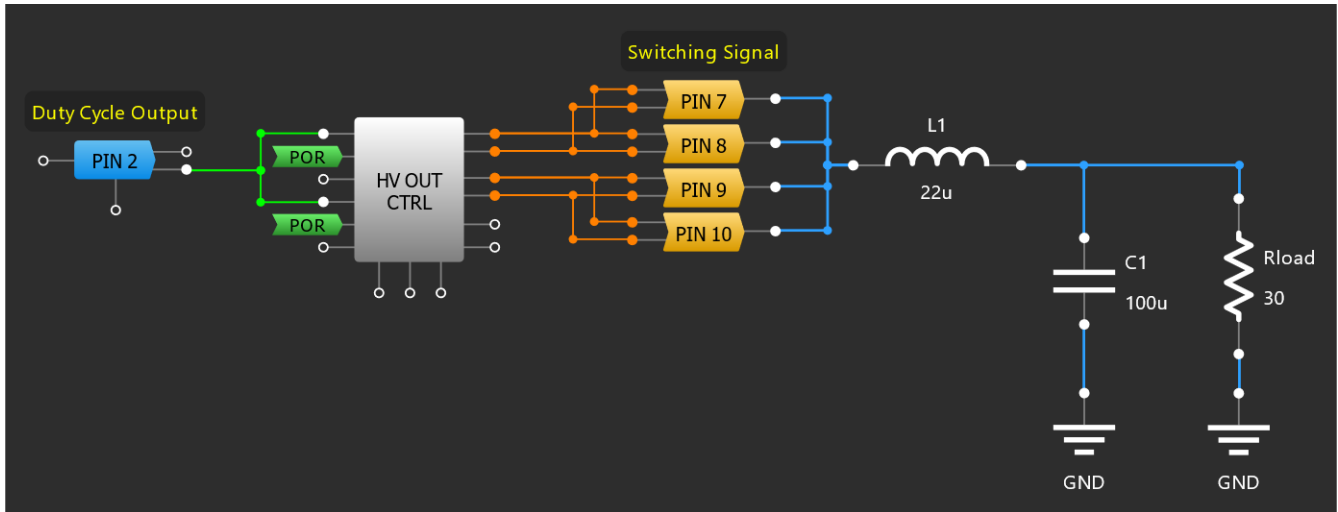 Switching Signal
Duty Cycle Output
PIN 7
PIN 2
POR
HV OUT
CTRL
POR
PIN 8
PIN 9
PIN 10
L1
22u
C1
100u
Rload
30
GND
GND